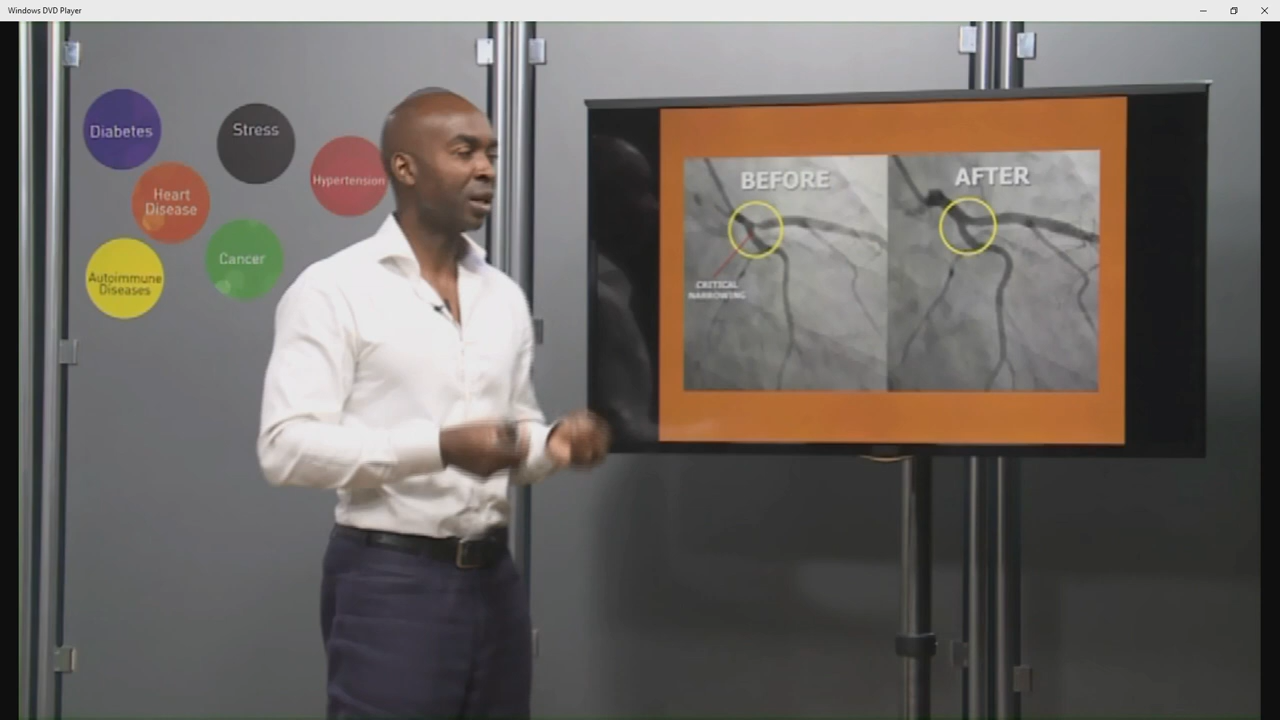 Windows DVD Player
Diabetes
Stress
Hypertension
Heart
Disease
Cancer
Autoimmune
Diseases
BEFORE
AFTER
CRITICAL
NARROWING